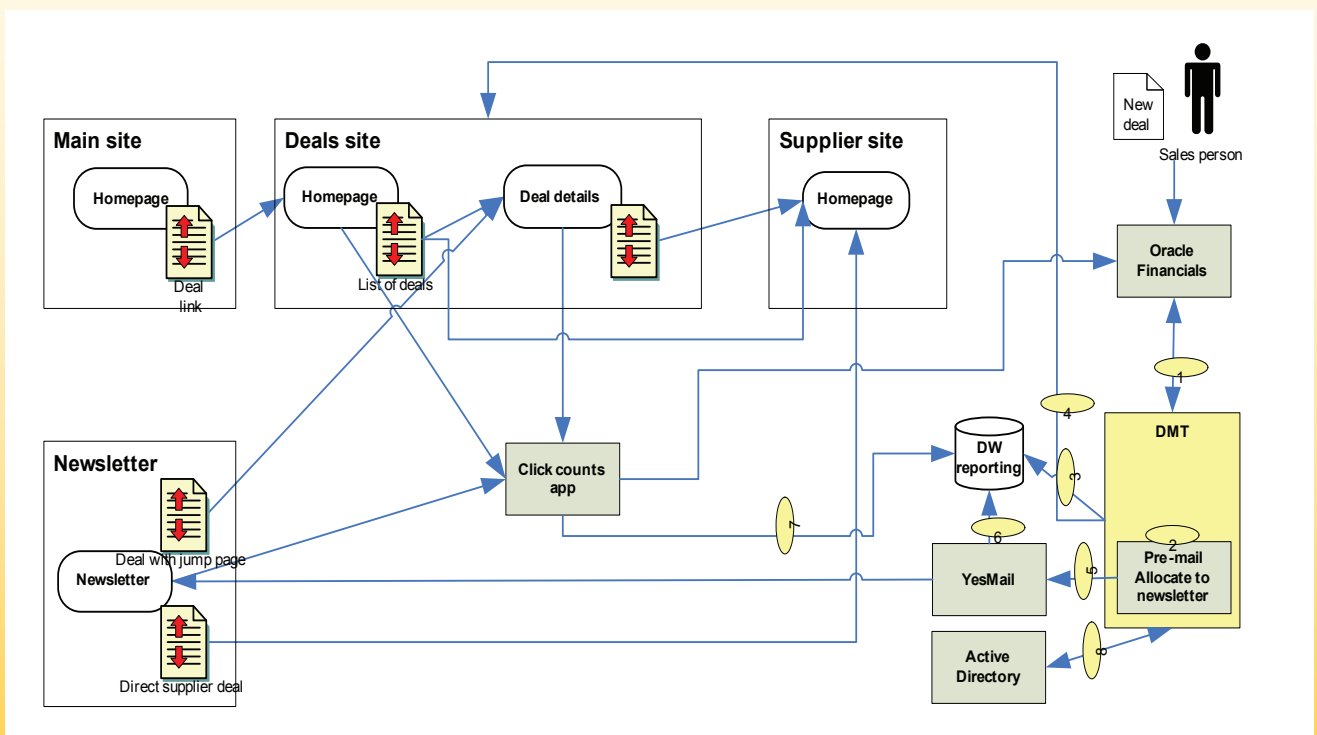 New
deal
Sales person
Main site
Homepage
Deal
link
Deals site
Homepage
List of deals
Deal details
Supplier site
Homepage
Oracle
Financials
1
4
DMT
3
2
Pre-mail
Allocate to
newsletter
DW
reporting
6
5
YesMail
8
Active
Directory
7
Click counts
app
Newsletter
Deal with jump page
Newsletter
Direct supplier deal